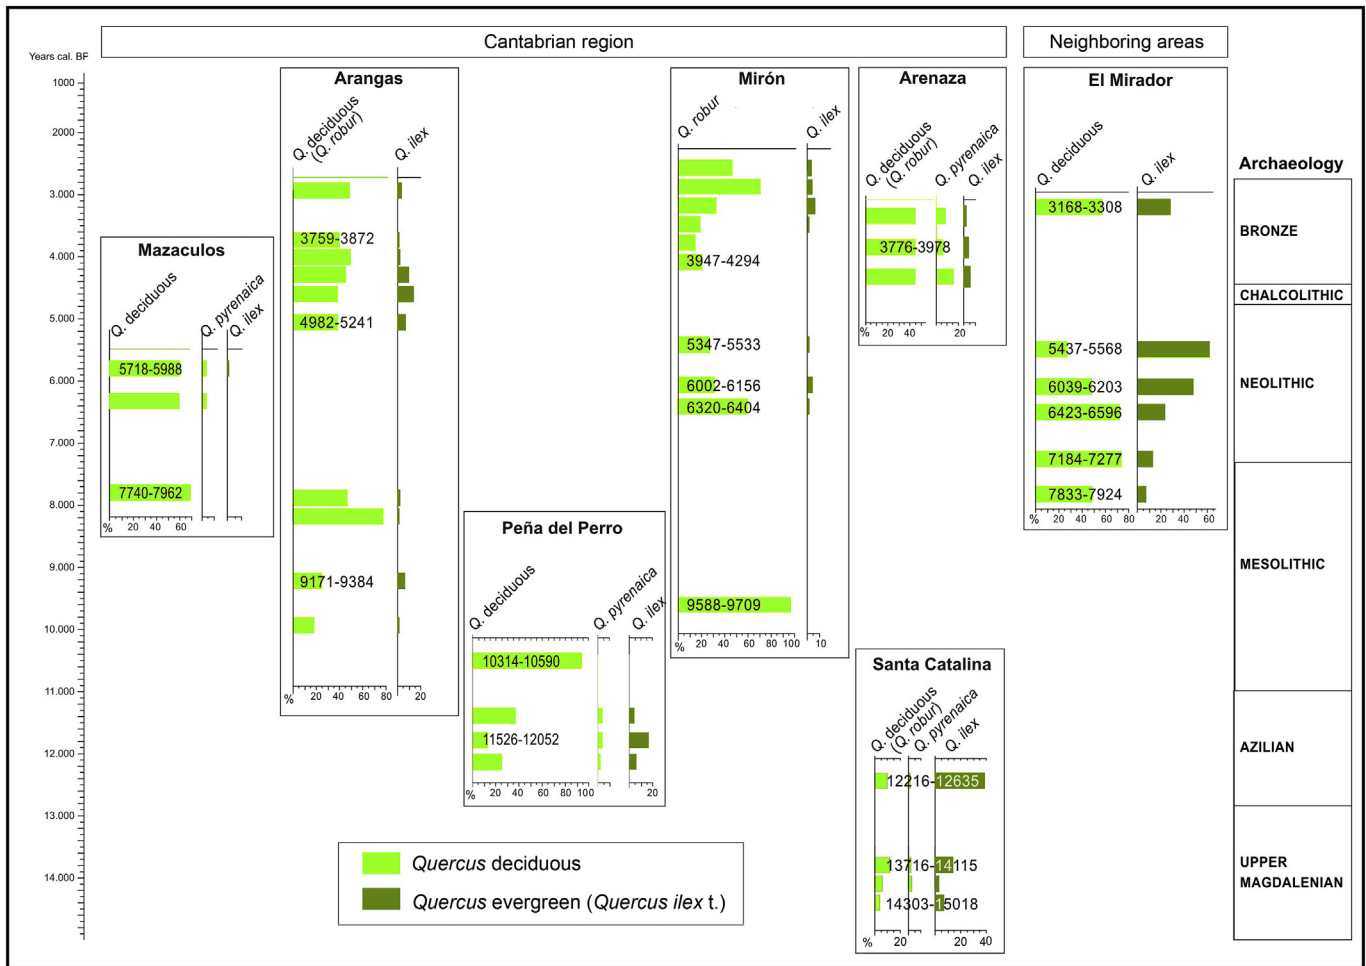 Cantabrian region
Neighboring areas
Years cal. BF
1000
2000
3.000
4.000
5.000
6.000
7.000
8.000
9.000
10.000
11.000
12.000
13.000
14.000
Mazaculos
Q. deciduous
Q. pyrenaica
Q. ilex
5718-5988
7740-7962
% 20 40 60
Arangas
Q. deciduous
(Q. robur)
Q. ilex
3759-3872
4982-5241
9171-9384
% 20 40 60 80 20
Peña del Perro
Q. deciduous
Q. pyrenaica
Q. ilex
10314-10590
11526-12052
% 20 40 60 80 100 20
Mirón
Q. robur
Q. ilex
3947-4294
5347-5533
6002-6156
6320-6404
9588-9709
% 20 40 60 80 100 10
Arenaza
Q. deciduous
(Q. robur)
Q. pyrenaica
Q. ilex
3776-3978
% 20 40 20
Santa Catalina
Q. deciduous
(Q. robur)
Q. pyrenaica
Q. ilex
12216-12635
13716-14115
14303-15018
% 20 20 40
El Mirador
Q. deciduous
Q. ilex
3168-3308
5437-5568
6039-6203
6423-6596
7184-7277
7833-7924
% 20 40 60 80 20 40 60
Archaeology
BRONZE
CHALCOLITHIC
NEOLITHIC
MESOLITHIC
AZILIAN
UPPER
MAGDALENIAN
Quercus deciduous
Quercus evergreen (Quercus ilex t.)